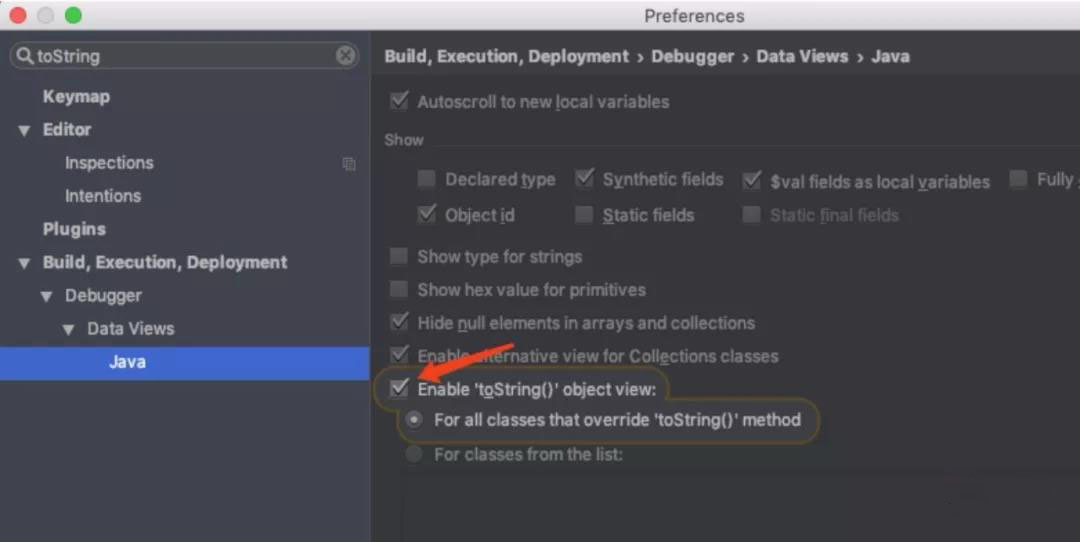 Preferences
toString
Keymap
Editor
Inspections
Intentions
Plugins
Build, Execution, Deployment
Debugger
Data Views
Java
Build, Execution, Deployment › Debugger › Data Views › Java
Autoscroll to new local variables
Show
Declared type Synthetic fields $val fields as local variables Fully
Object id Static fields Static final fields
Show type for strings
Show hex value for primitives
Hide null elements in arrays and collections
Enable alternative view for Collections classes
Enable 'toString()' object view:
For all classes that override 'toString()' method
For classes from the list: